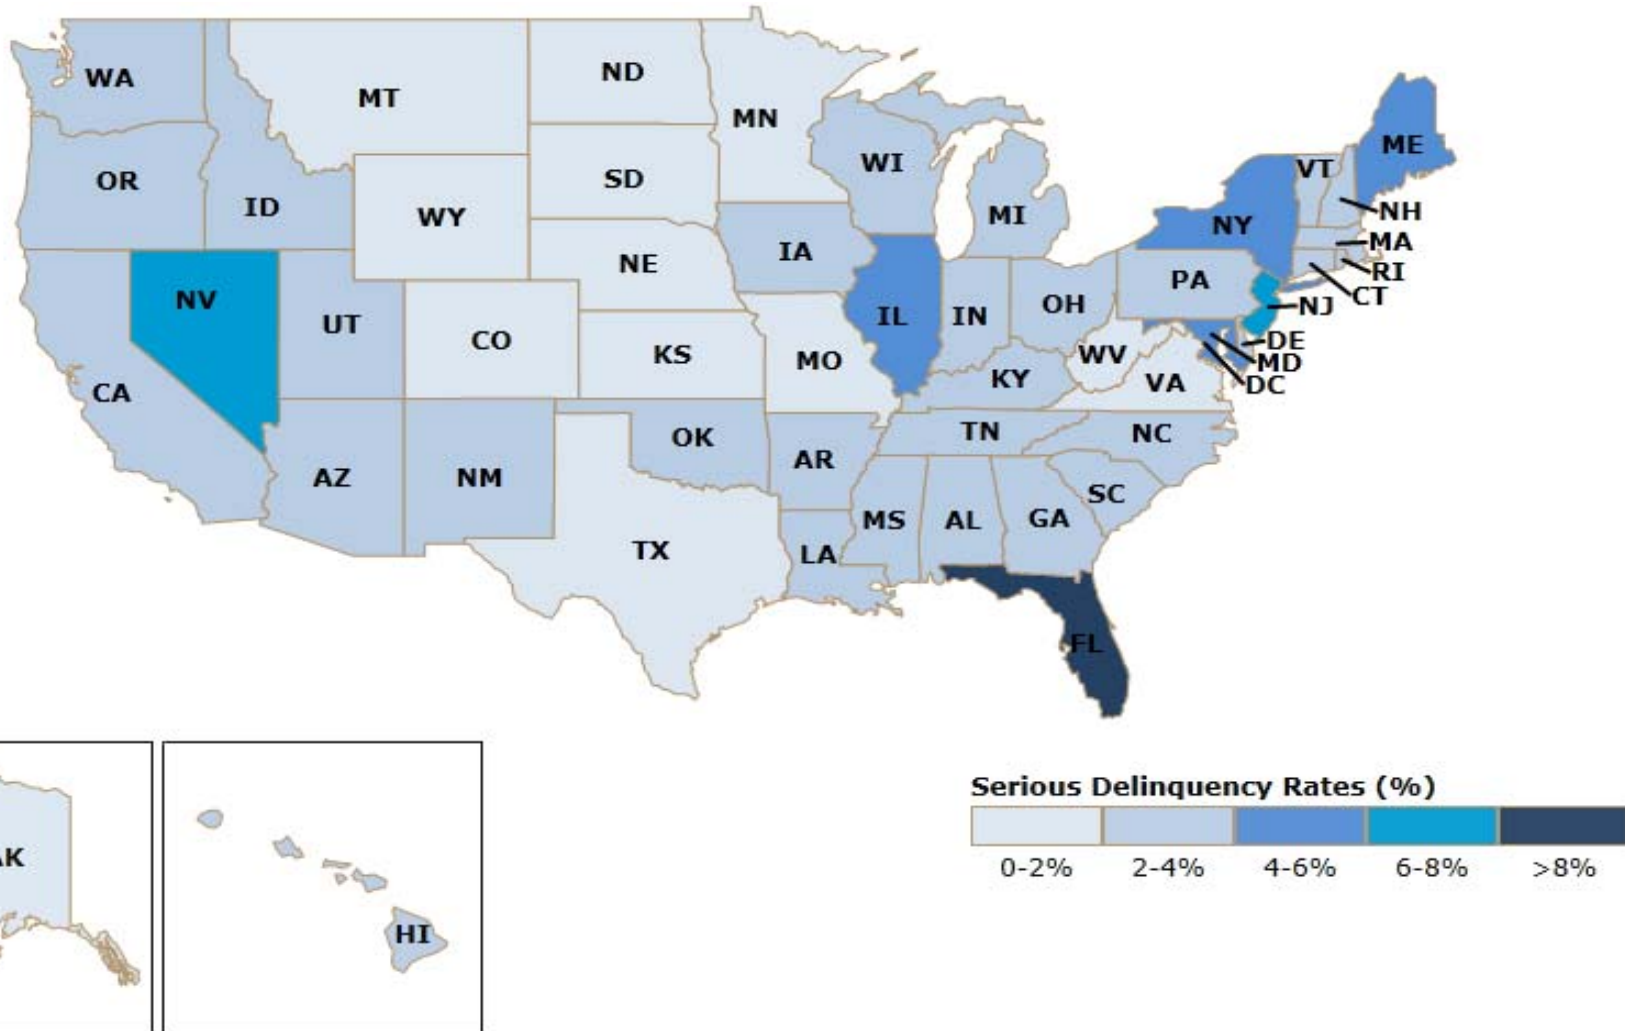 WA
MT
ND
MN
OR
ID
WY
SD
WI
MI
VT
ME
NY
NH
MA
RI
CT
NJ
NE
IA
PA
NV
UT
CO
KS
MO
IL
IN
OH
WV
VA
DE
MD
DC
CA
KY
AZ
NM
OK
AR
TN
NC
SC
TX
LA
MS
AL
GA
FL
AK
HI
Serious Delinquency Rates (%)
0-2% 2-4% 4-6% 6-8% >8%